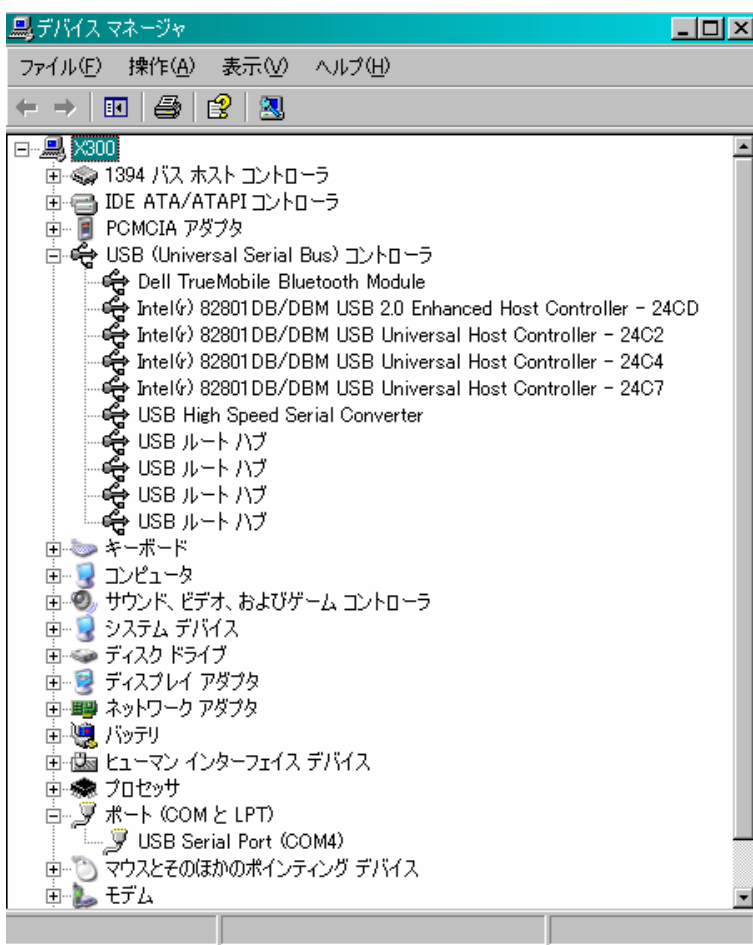 デバイス マネージャ
ファイル(F) 操作(A) 表示(V) ヘルプ(H)
X300
1394 バス ホスト コントローラ
IDE ATA/ATAPI コントローラ
PCMCIA アダプタ
USB (Universal Serial Bus) コントローラ
Dell TrueMobile Bluetooth Module
Intel(r) 82801DB/DBM USB 2.0 Enhanced Host Controller - 24CD
Intel(r) 82801DB/DBM USB Universal Host Controller - 24C2
Intel(r) 82801DB/DBM USB Universal Host Controller - 24C4
Intel(r) 82801DB/DBM USB Universal Host Controller - 24C7
USB High Speed Serial Converter
USB ルート ハブ
USB ルート ハブ
USB ルート ハブ
USB ルート ハブ
キーボード
コンピュータ
サウンド、ビデオ、およびゲーム コントローラ
システム デバイス
ディスク ドライブ
ディスプレイ アダプタ
ネットワーク アダプタ
バッテリ
ヒューマン インターフェイス デバイス
プロセッサ
ポート (COM と LPT)
USB Serial Port (COM4)
マウスとそのほかのポインティング デバイス
モデム